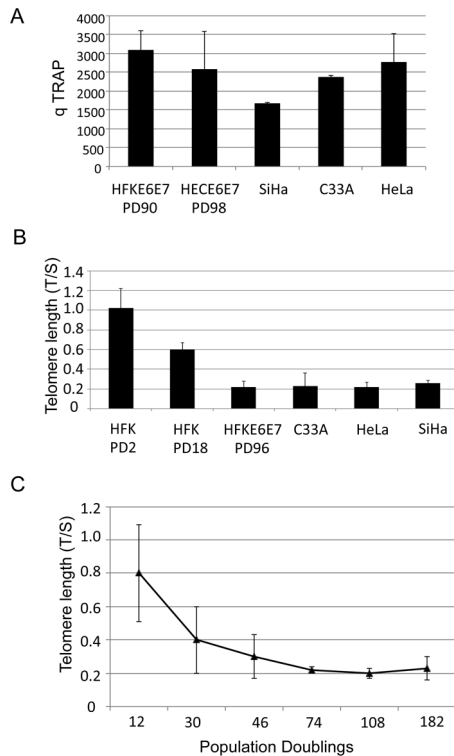 A
q TRAP
4000
3500
3000
2500
2000
1500
1000
500
0
HFKE6E7 HECE6E7 SiHa C33A HeLa
PD90 PD98
B
Telomere length (T/S)
1.4
1.2
1.0
0.8
0.6
0.4
0.2
0
HFK HFK HFKE6E7 C33A HeLa SiHa
PD2 PD18 PD96
C
Telomere length (T/S)
1.2
1.0
0.8
0.6
0.4
0.2
0
12 30 46 74 108 182
Population Doublings